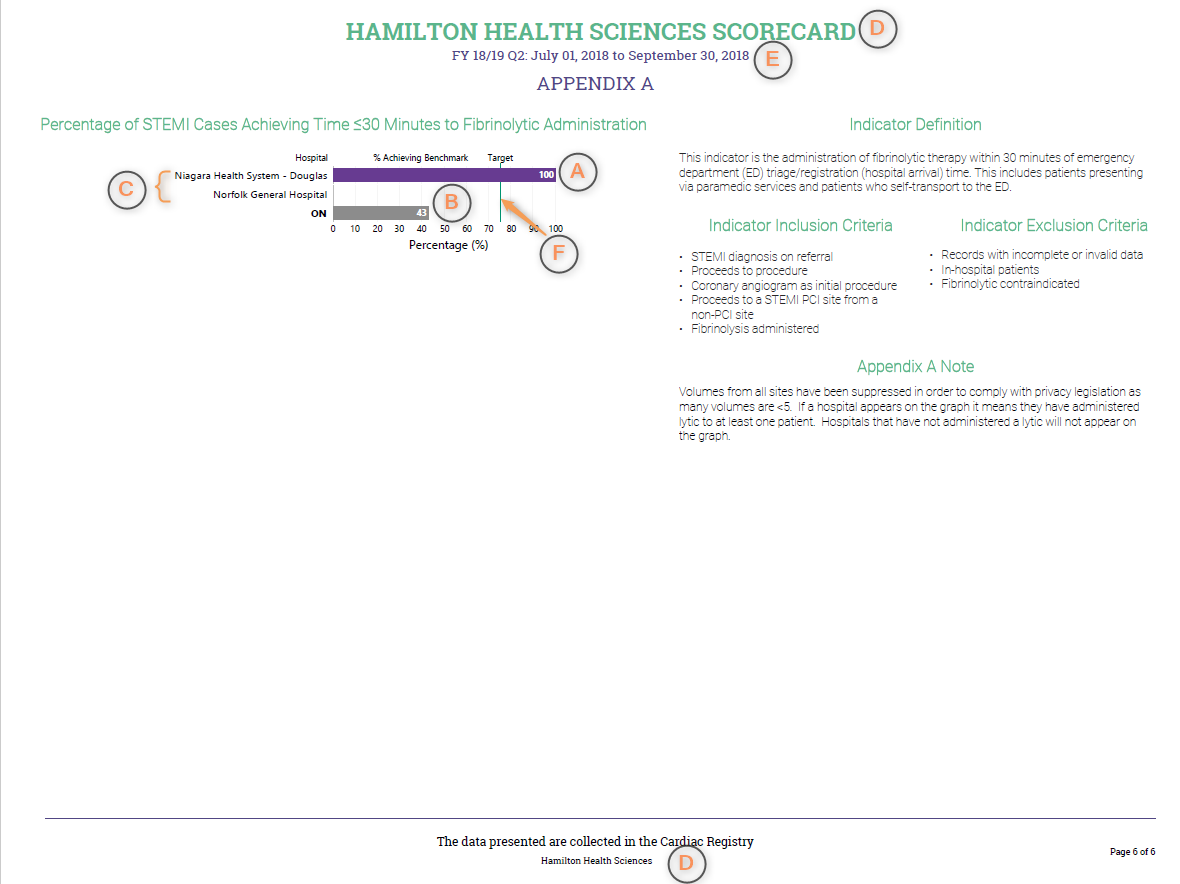 HAMILTON HEALTH SCIENCES SCORECARD D
FY 18/19 Q2: July 01, 2018 to September 30, 2018 E
APPENDIX A
Percentage of STEMI Cases Achieving Time ≤30 Minutes to Fibrinolytic Administration
Hospital % Achieving Benchmark Target
C Niagara Health System - Douglas 100 A
Norfolk General Hospital B
ON 43
0 10 20 30 40 50 60 70 80 90 100
Percentage (%)
F
Indicator Definition
This indicator is the administration of fibrinolytic therapy within 30 minutes of emergency
department (ED) triage/registration (hospital arrival) time. This includes patients presenting
via paramedic services and patients who self-transport to the ED.
Indicator Inclusion Criteria
• STEMI diagnosis on referral
• Proceeds to procedure
• Coronary angiogram as initial procedure
• Proceeds to a STEMI PCI site from a
non-PCI site
• Fibrinolysis administered
Indicator Exclusion Criteria
• Records with incomplete or invalid data
• In-hospital patients
• Fibrinolytic contraindicated
Appendix A Note
Volumes from all sites have been suppressed in order to comply with privacy legislation as
many volumes are <5. If a hospital appears on the graph it means they have administered
lytic to at least one patient. Hospitals that have not administered a lytic will not appear on
the graph.
The data presented are collected in the Cardiac Registry
Hamilton Health Sciences D
Page 6 of 6